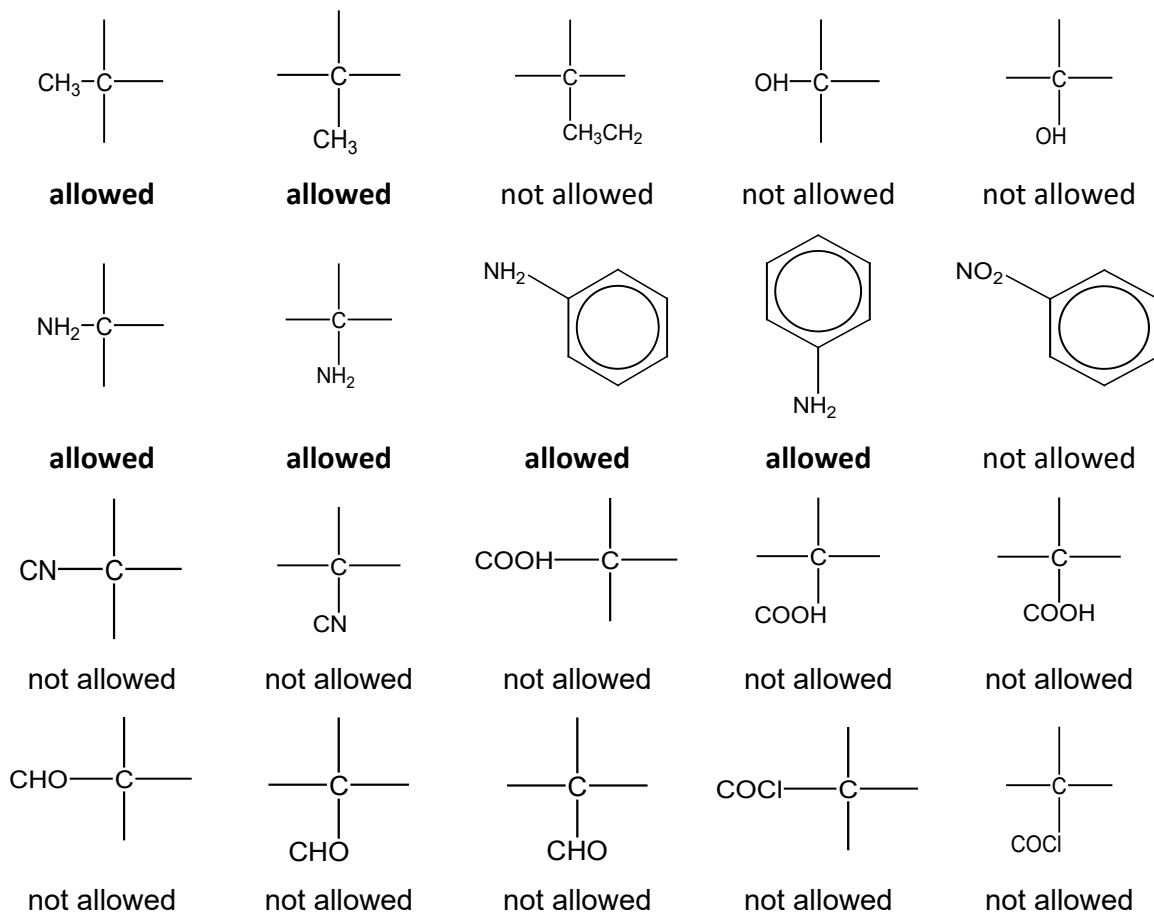 CH₃ C C C OH C C
CH₃ CH₃CH₂ OH
allowed allowed not allowed not allowed not allowed
NH₂ C C NH₂ NO₂
NH₂ NH₂
allowed allowed allowed allowed not allowed
CN C C COOH C C C
CN COOH COOH
not allowed not allowed not allowed not allowed not allowed
CHO C C C COCl C C
CHO CHO COCl
not allowed not allowed not allowed not allowed not allowed